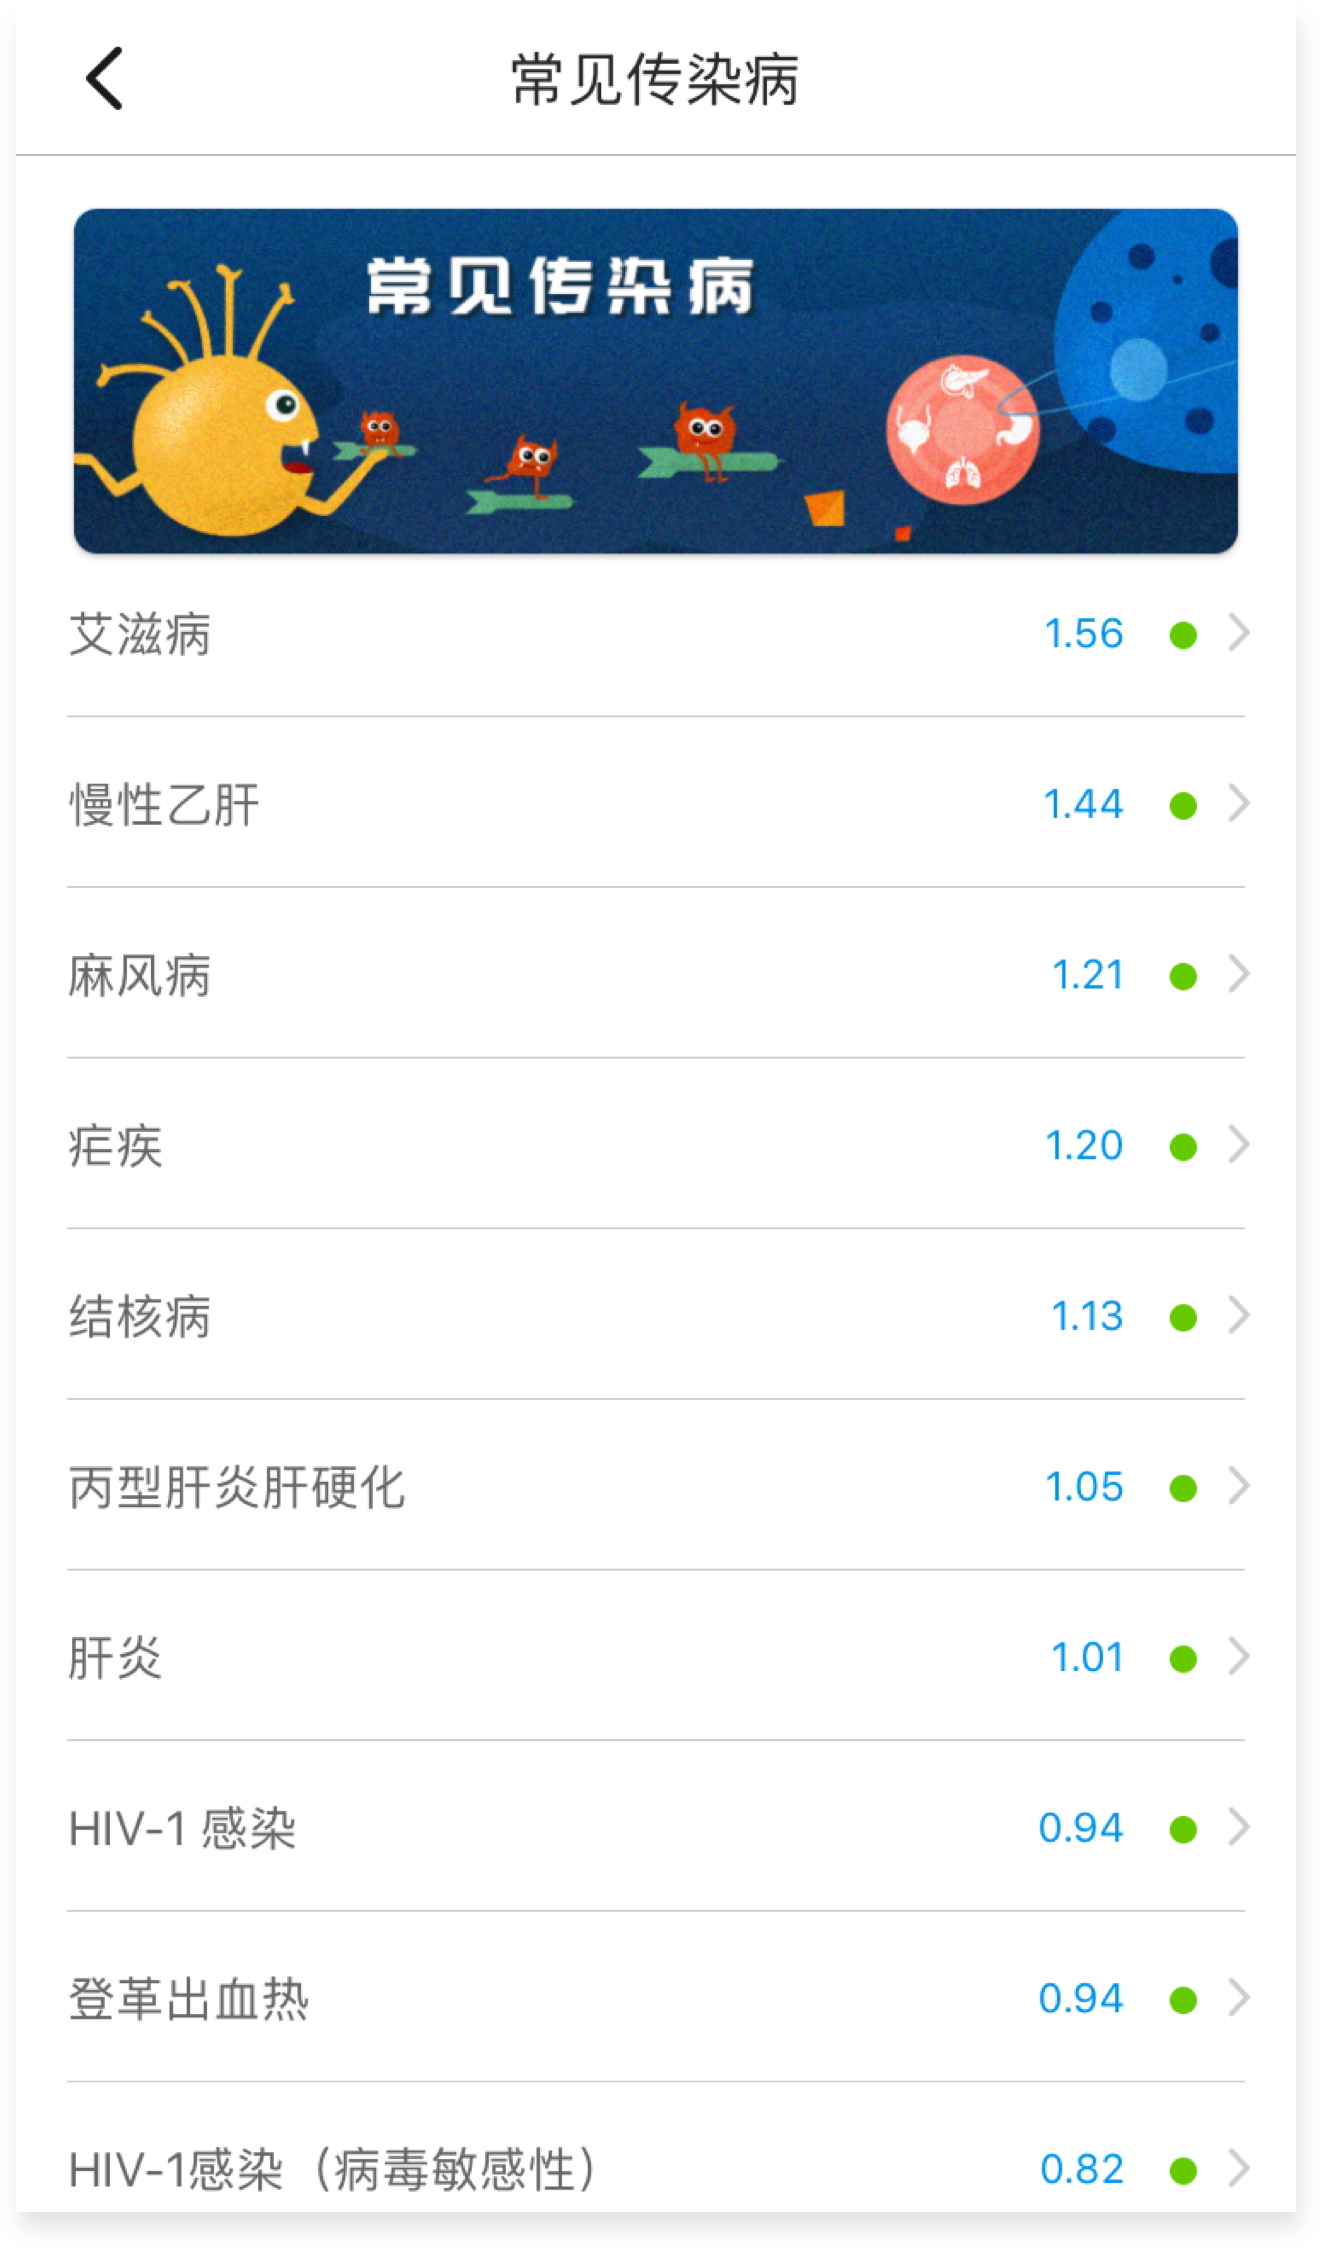 常见传染病
常见传染病
艾滋病 1.56
慢性乙肝 1.44
麻风病 1.21
疟疾 1.20
结核病 1.13
丙型肝炎肝硬化 1.05
肝炎 1.01
HIV-1 感染 0.94
登革出血热 0.94
HIV-1感染（病毒敏感性） 0.82